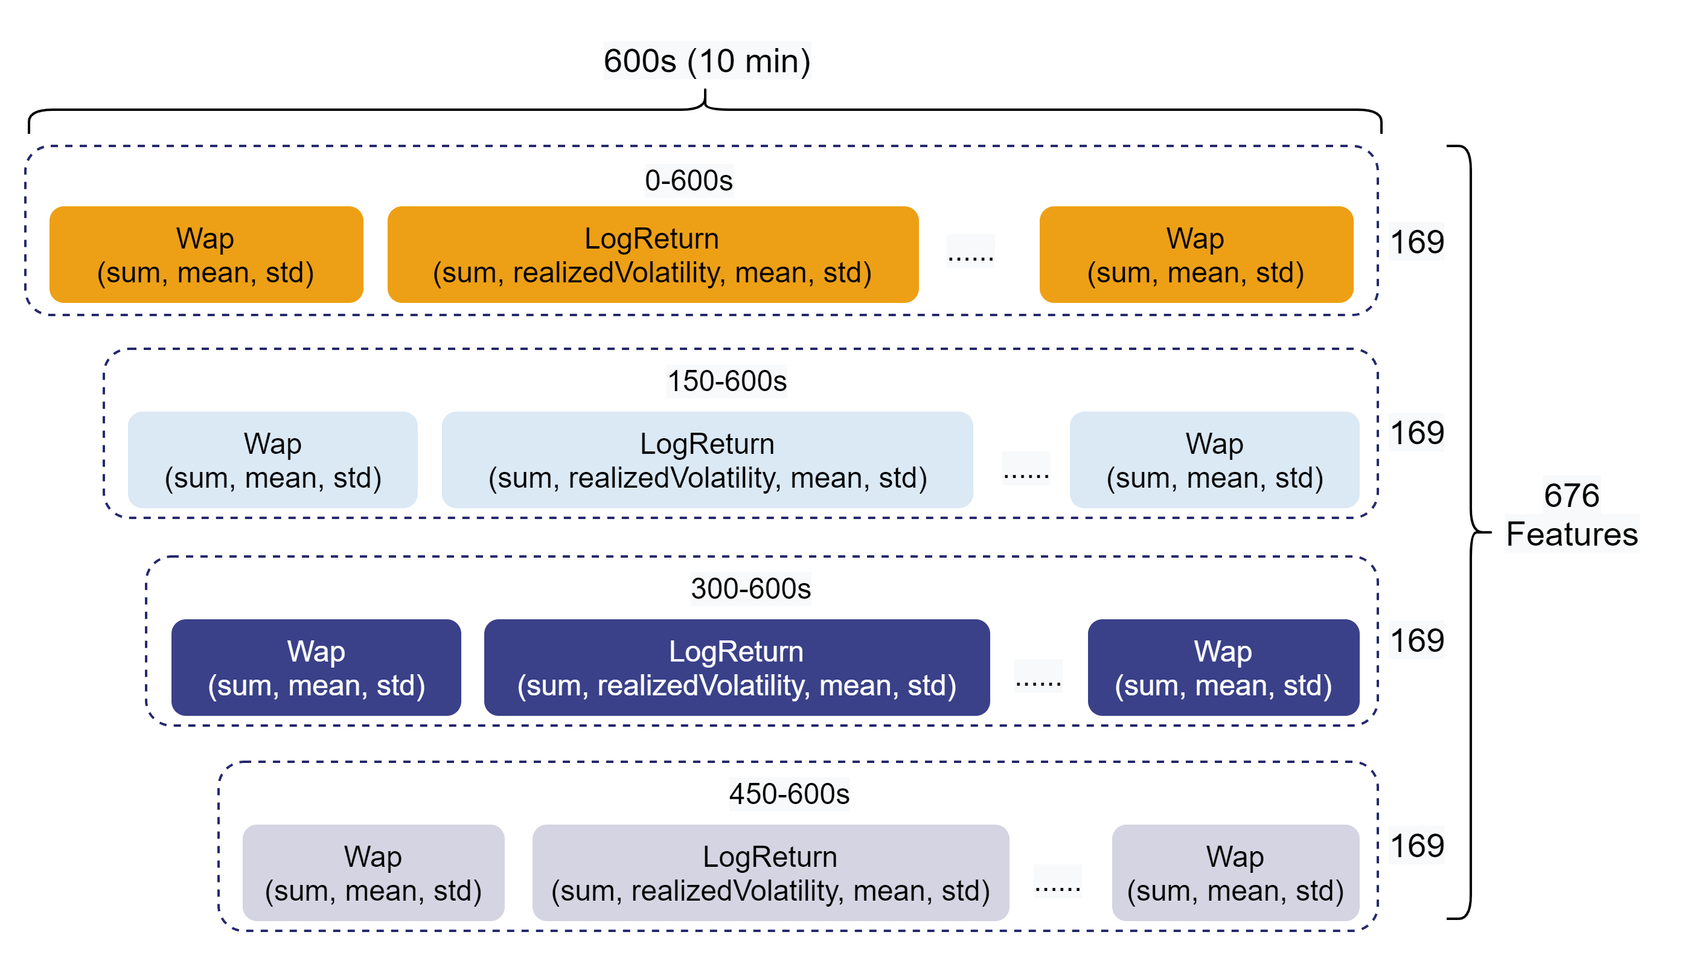 600s (10 min)
0-600s
Wap
(sum, mean, std)
LogReturn
(sum, realizedVolatility, mean, std)
......
Wap
(sum, mean, std)
169
150-600s
Wap
(sum, mean, std)
LogReturn
(sum, realizedVolatility, mean, std)
......
Wap
(sum, mean, std)
169
676
Features
300-600s
Wap
(sum, mean, std)
LogReturn
(sum, realizedVolatility, mean, std)
......
Wap
(sum, mean, std)
169
450-600s
Wap
(sum, mean, std)
LogReturn
(sum, realizedVolatility, mean, std)
......
Wap
(sum, mean, std)
169